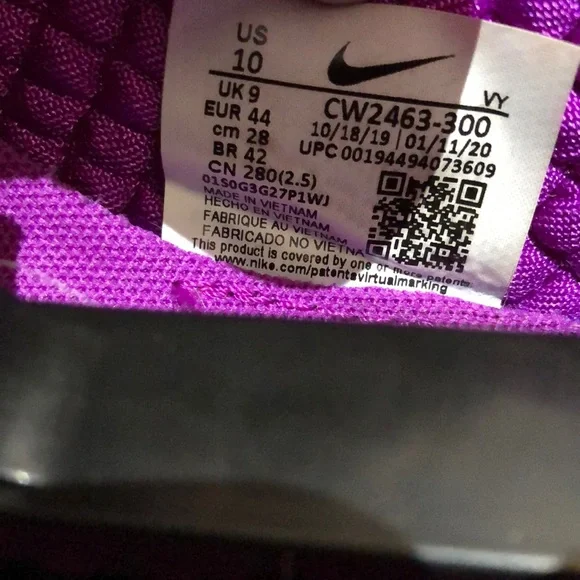 US
10
UK 9
EUR 44
cm 28
BR 42
CN 280(2.5)
01S0G3G27P1WJ
VY
CW2463-300
10/18/19 | 01/11/20
UPC 00194494073609
MADE IN VIETNAM
HECHO EN VIETNAM
FABRIQUE AU VIETNAM
FABRICADO NO VIETNA
This product is covered by one or more patents.
www.nike.com/patentsvirtualmarking